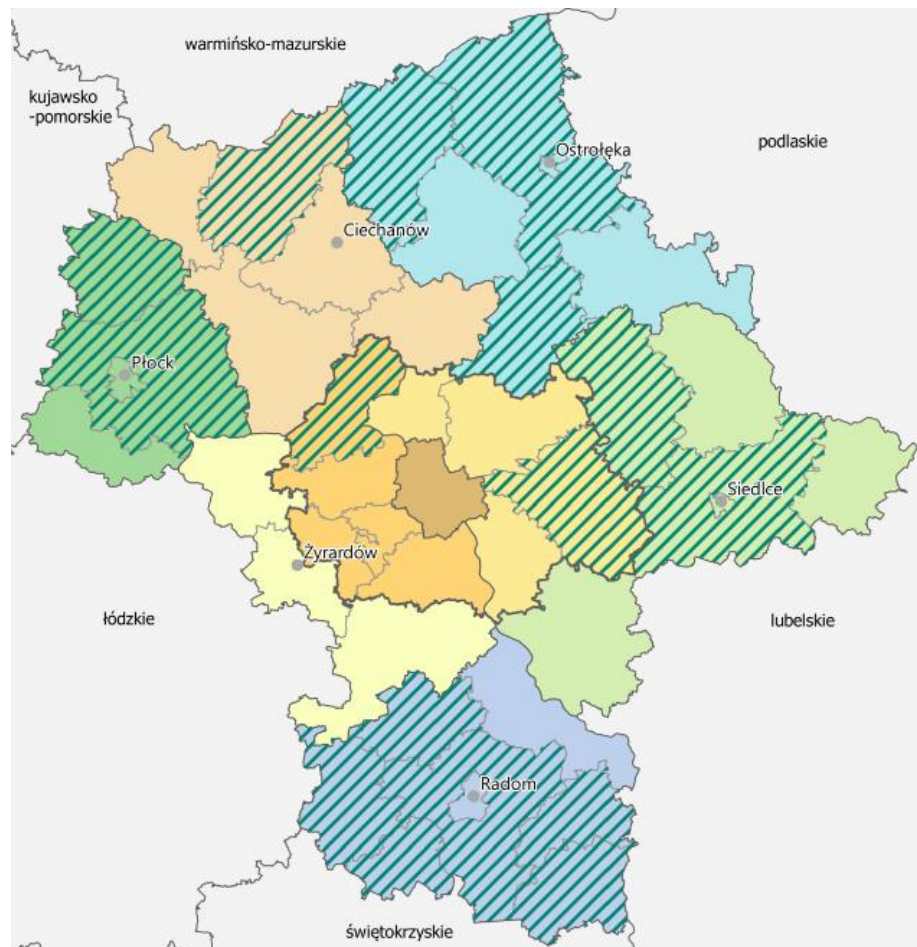 warmińsko-mazurskie
kujawsko
-pomorskie
podlaskie
Ostrołęka
Ciechanów
Płock
Siedlce
Żyrardów
łódzkie
lubelskie
Radom
świętokrzyskie